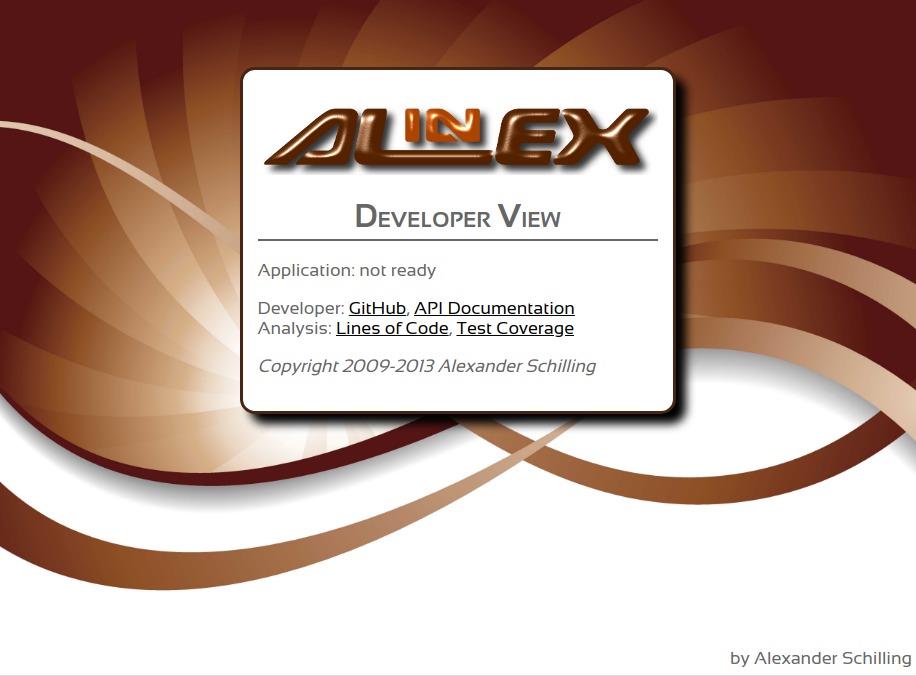 ALINEX
Developer View
Application: not ready
Developer: GitHub, API Documentation
Analysis: Lines of Code, Test Coverage
Copyright 2009-2013 Alexander Schilling
by Alexander Schilling